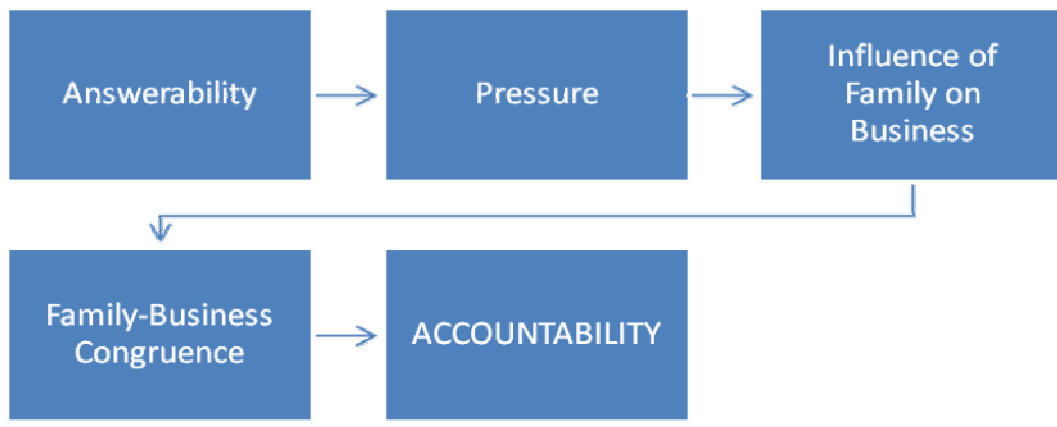 Answerability
Pressure
Influence of
Family on
Business
Family-Business
Congruence
ACCOUNTABILITY